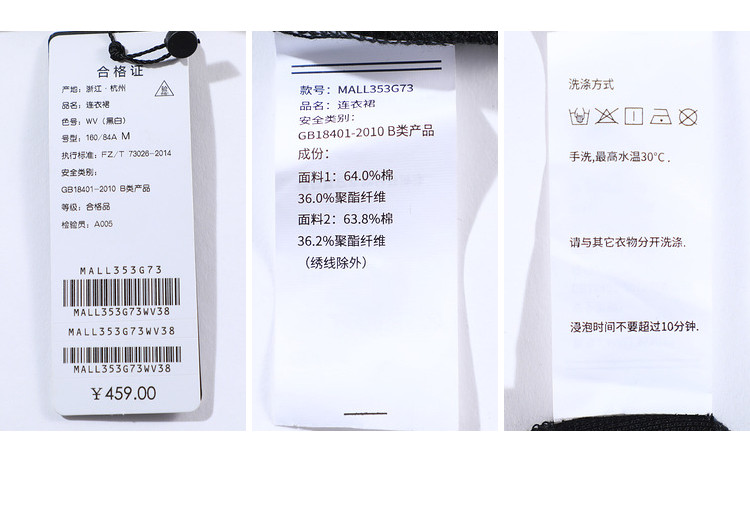 合格证
产地: 浙江·杭州
品名: 连衣裙
色号: WV (黑白)
号型: 160/84A M
执行标准: FZ/T 73026-2014
安全类别:
GB18401-2010 B类产品
等级: 合格品
检验员: A005
MALL353G73
MALL353G73WV38
MALL353G73WV38
MALL353G73WV38
¥459.00
款号: MALL353G73
品名: 连衣裙
安全类别:
GB18401-2010 B类产品
成份:
面料1: 64.0%棉
36.0%聚酯纤维
面料2: 63.8%棉
36.2%聚酯纤维
(绣线除外)
洗涤方式
手洗,最高水温30°C.
请与其它衣物分开洗涤.
浸泡时间不要超过10分钟.